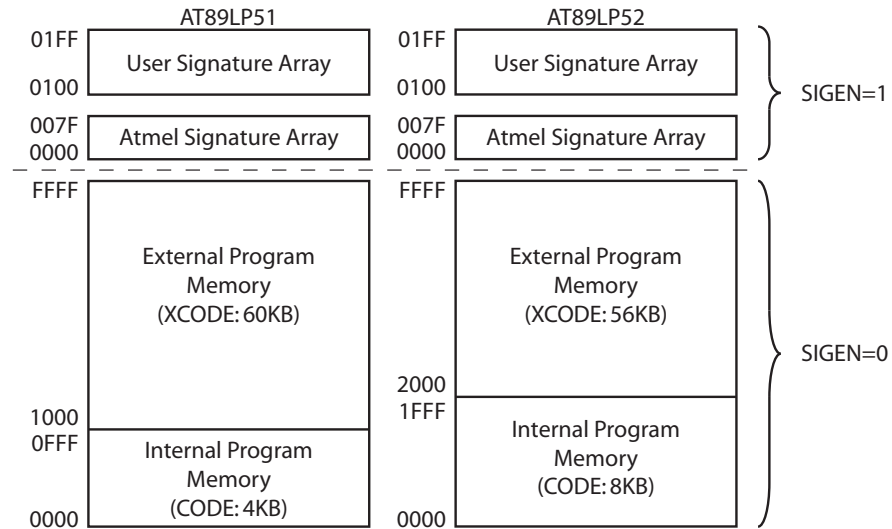 AT89LP51
AT89LP52
01FF
User Signature Array
0100
01FF
User Signature Array
0100
SIGEN=1
007F
Atmel Signature Array
0000
007F
Atmel Signature Array
0000
FFFF
External Program
Memory
(XCODE: 60KB)
1000
0FFF
Internal Program
Memory
(CODE: 4KB)
0000
FFFF
External Program
Memory
(XCODE: 56KB)
2000
1FFF
Internal Program
Memory
(CODE: 8KB)
0000
SIGEN=0